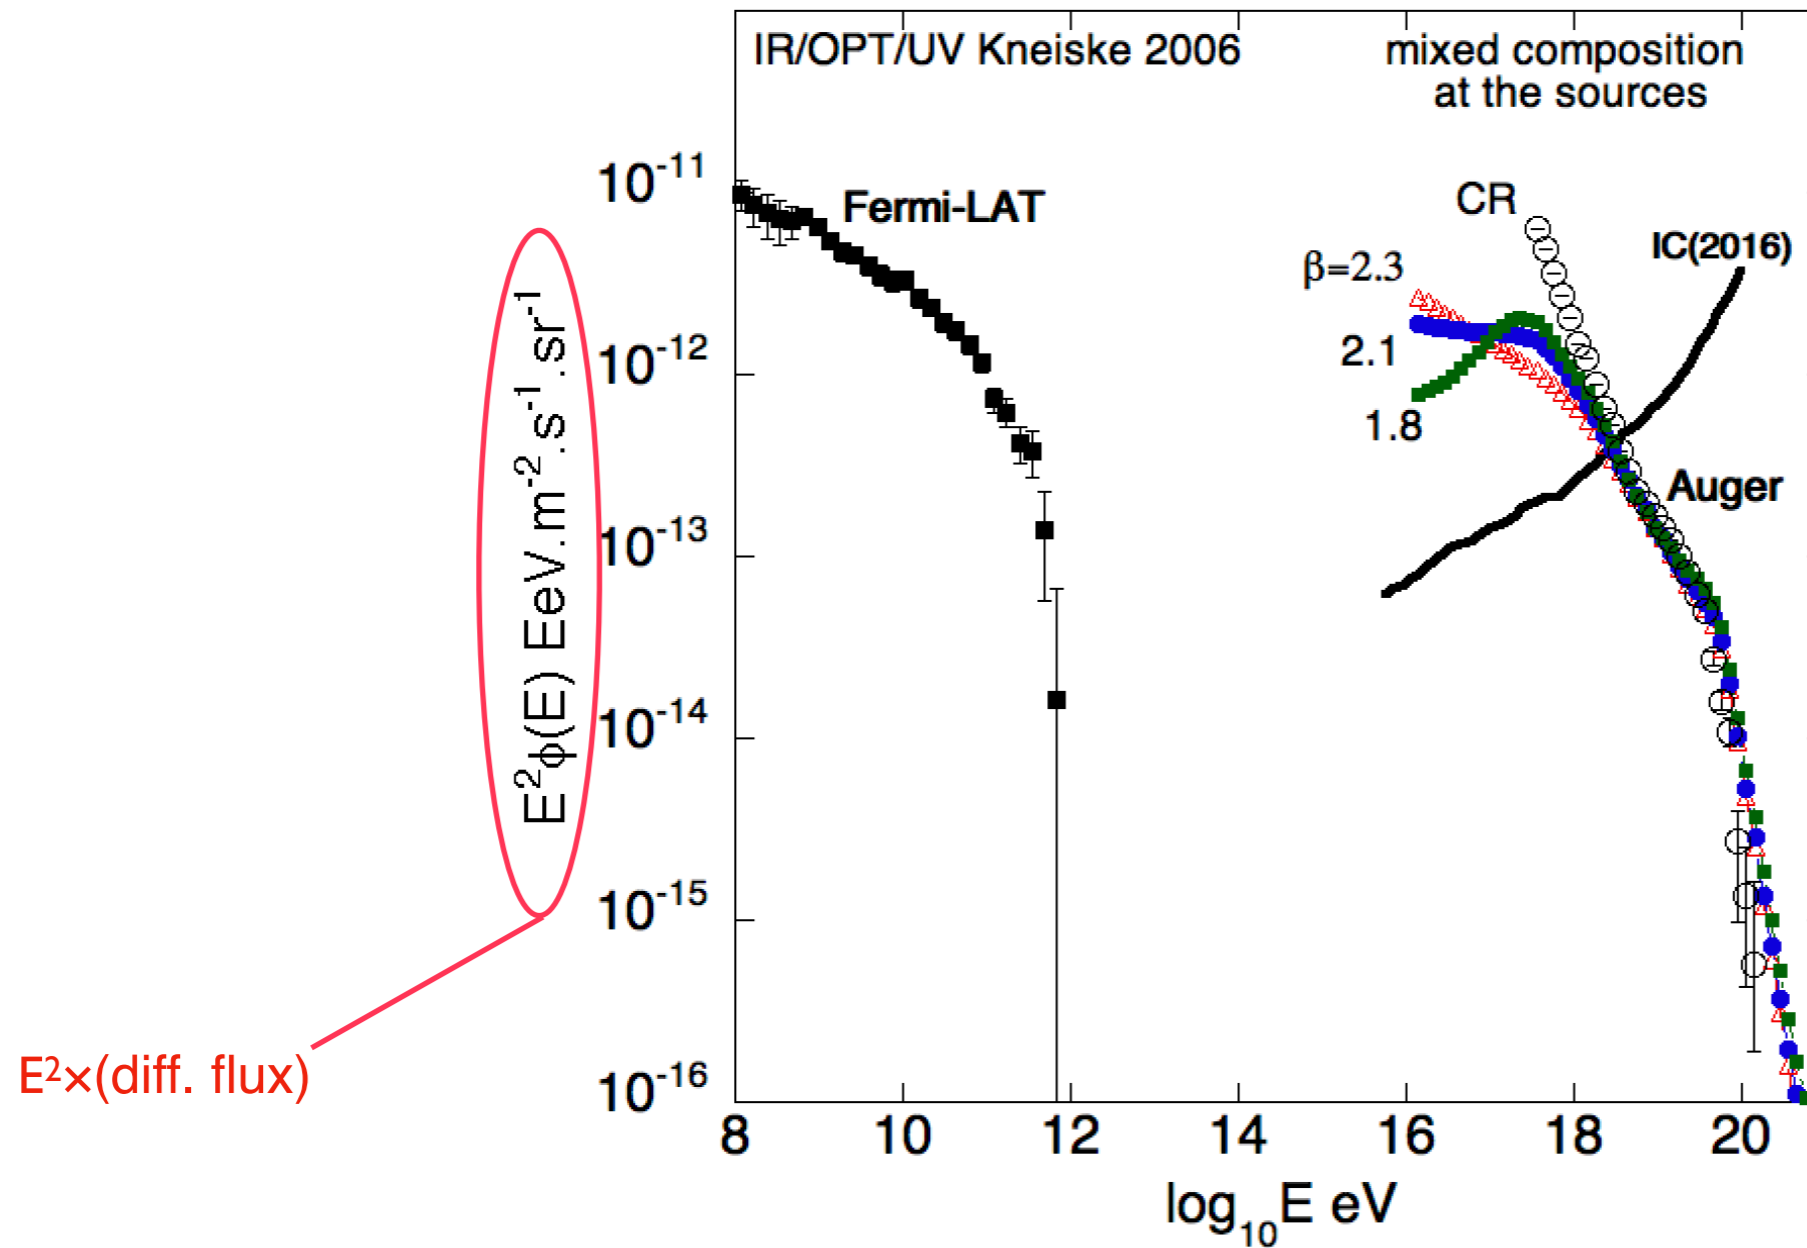 IR/OPT/UV Kneiske 2006
mixed composition
at the sources
10⁻¹¹
Fermi-LAT
CR
IC(2016)
β=2.3
10⁻¹²
2.1
1.8
E²ϕ(E) EeV.m⁻².s⁻¹.sr⁻¹
Auger
10⁻¹³
10⁻¹⁴
10⁻¹⁵
E²×(diff. flux)
10⁻¹⁶
8 10 12 14 16 18 20
log₁₀E eV